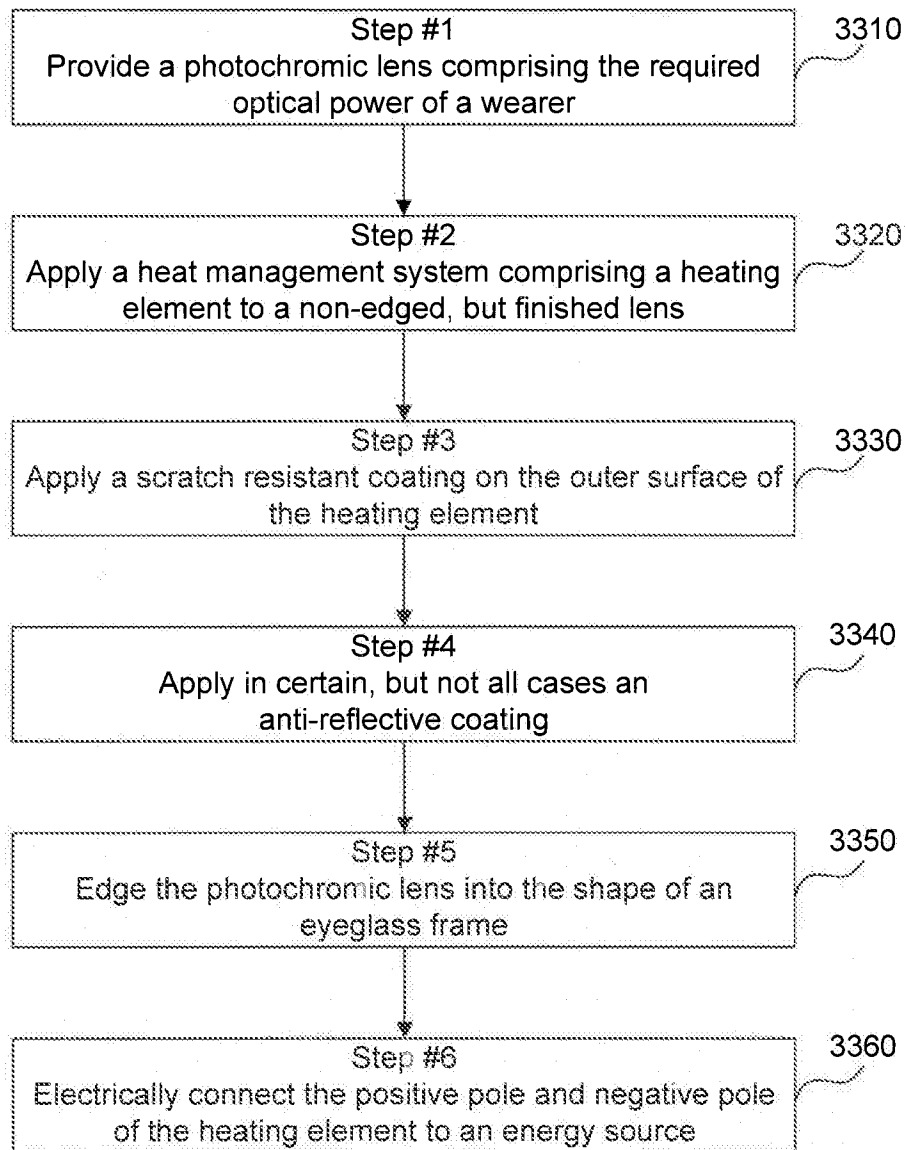 Step #1
3310
Provide a photochromic lens comprising the required
optical power of a wearer
Step #2
3320
Apply a heat management system comprising a heating
element to a non-edged, but finished lens
Step #3
3330
Apply a scratch resistant coating on the outer surface of
the heating element
Step #4
3340
Apply in certain, but not all cases an
anti-reflective coating
Step #5
3350
Edge the photochromic lens into the shape of an
eyeglass frame
Step #6
3360
Electrically connect the positive pole and negative pole
of the heating element to an energy source